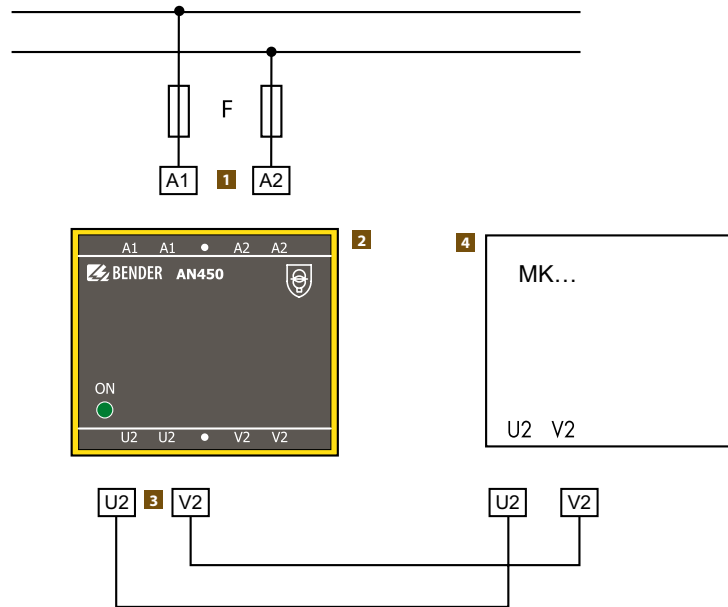 F
A1 1 A2
2
A1 A1 A2 A2
BENDER AN450
ON
U2 U2 V2 V2
4
MK...
U2 V2
U2 3 V2
U2 V2